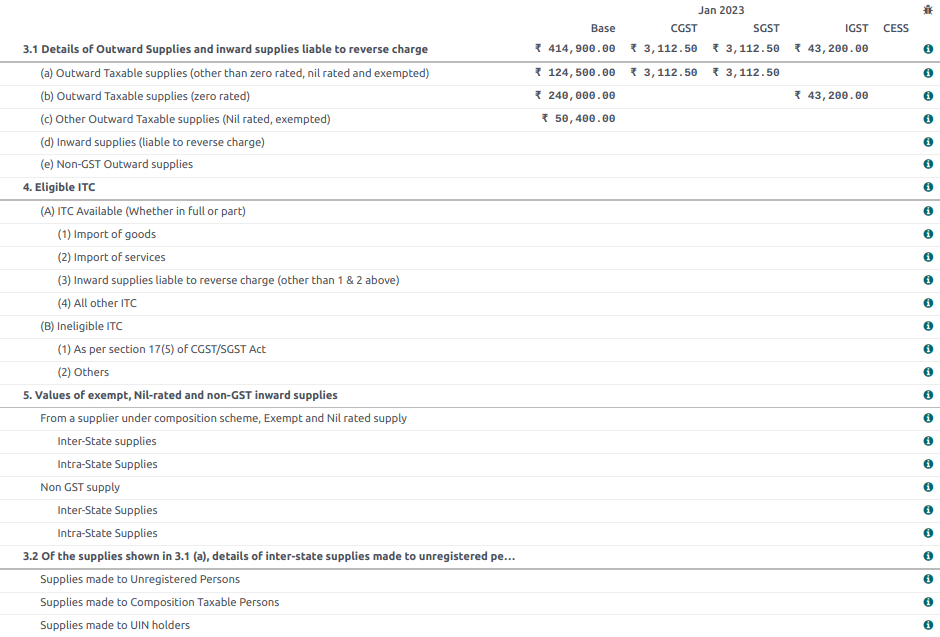 Jan 2023
Base CGST SGST IGST CESS
3.1 Details of Outward Supplies and inward supplies liable to reverse charge ₹ 414,900.00 ₹ 3,112.50 ₹ 3,112.50 ₹ 43,200.00
(a) Outward Taxable supplies (other than zero rated, nil rated and exempted) ₹ 124,500.00 ₹ 3,112.50 ₹ 3,112.50
(b) Outward Taxable supplies (zero rated) ₹ 240,000.00 ₹ 43,200.00
(c) Other Outward Taxable supplies (Nil rated, exempted) ₹ 50,400.00
(d) Inward supplies (liable to reverse charge)
(e) Non-GST Outward supplies
4. Eligible ITC
(A) ITC Available (Whether in full or part)
(1) Import of goods
(2) Import of services
(3) Inward supplies liable to reverse charge (other than 1 & 2 above)
(4) All other ITC
(B) Ineligible ITC
(1) As per section 17(5) of CGST/SGST Act
(2) Others
5. Values of exempt, Nil-rated and non-GST inward supplies
From a supplier under composition scheme, Exempt and Nil rated supply
Inter-State supplies
Intra-State Supplies
Non GST supply
Inter-State Supplies
Intra-State Supplies
3.2 Of the supplies shown in 3.1 (a), details of inter-state supplies made to unregistered pe...
Supplies made to Unregistered Persons
Supplies made to Composition Taxable Persons
Supplies made to UIN holders